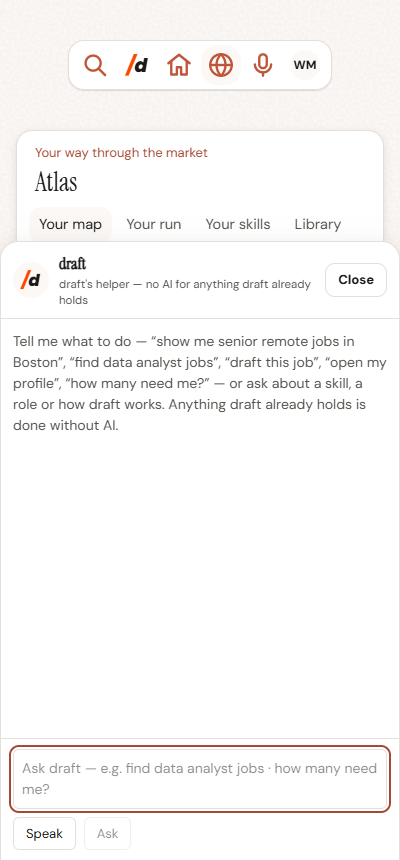 /d
WM
Your way through the market
Atlas
Your map Your run Your skills Library
/d
draft
draft's helper — no AI for anything draft already
holds
Close
Tell me what to do — “show me senior remote jobs in
Boston”, “find data analyst jobs”, “draft this job”, “open my
profile”, “how many need me?” — or ask about a skill, a
role or how draft works. Anything draft already holds is
done without AI.
Ask draft — e.g. find data analyst jobs · how many need
me?
Speak Ask